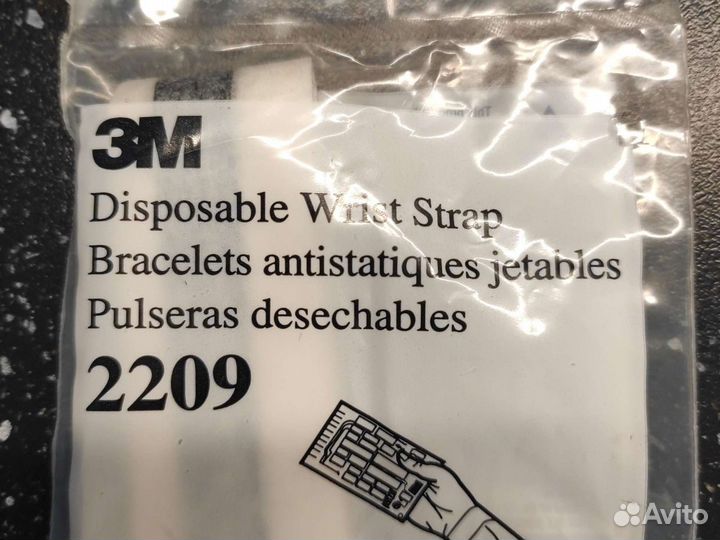 3M
Disposable Wrist Strap
Bracelets antistatiques jetables
Pulseras desechables
2209
Avito